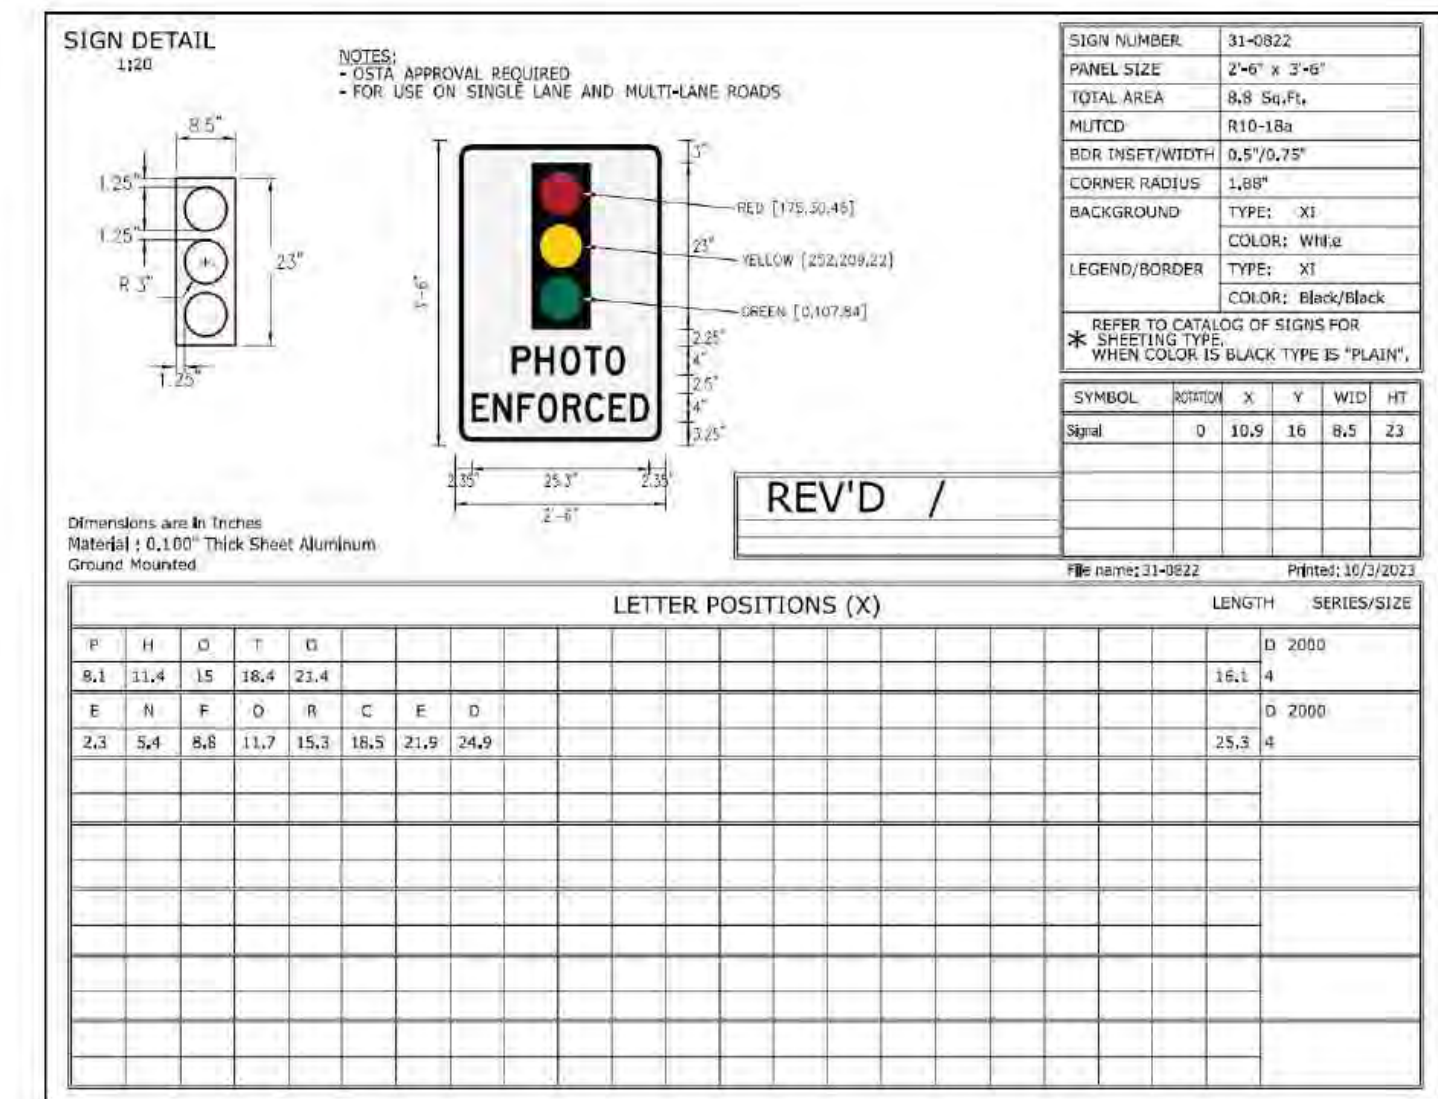 SIGN DETAIL
1:20
NOTES:
- OSTA APPROVAL REQUIRED
- FOR USE ON SINGLE LANE AND MULTI-LANE ROADS
8.5"
1.25"
1.25"
R 3"
23"
1.25"
3"
RED [175,30,45]
23"
YELLOW [252,209,22]
GREEN [0,107,84]
PHOTO
ENFORCED
2.25"
4"
2.5"
4"
3.25"
2.35" 25.3" 2.35"
2'-6"
Dimensions are in Inches
Material : 0.100" Thick Sheet Aluminum
Ground Mounted
REV'D /
SIGN NUMBER 31-0822
PANEL SIZE 2'-6" x 3'-6"
TOTAL AREA 8.8 Sq.Ft.
MUTCD R10-18a
BDR INSET/WIDTH 0.5"/0.75"
CORNER RADIUS 1.88"
BACKGROUND TYPE: XI
COLOR: White
LEGEND/BORDER TYPE: XI
COLOR: Black/Black
* REFER TO CATALOG OF SIGNS FOR
SHEETING TYPE.
WHEN COLOR IS BLACK TYPE IS "PLAIN".
SYMBOL ROTATION X Y WID HT
Signal 0 10.9 16 8.5 23
File name: 31-0822 Printed: 10/3/2023
LETTER POSITIONS (X) LENGTH SERIES/SIZE
P H O T O D 2000
8.1 11.4 15 18.4 21.4 16.1 4
E N F O R C E D D 2000
2.3 5.4 8.8 11.7 15.3 18.5 21.9 24.9 25.3 4